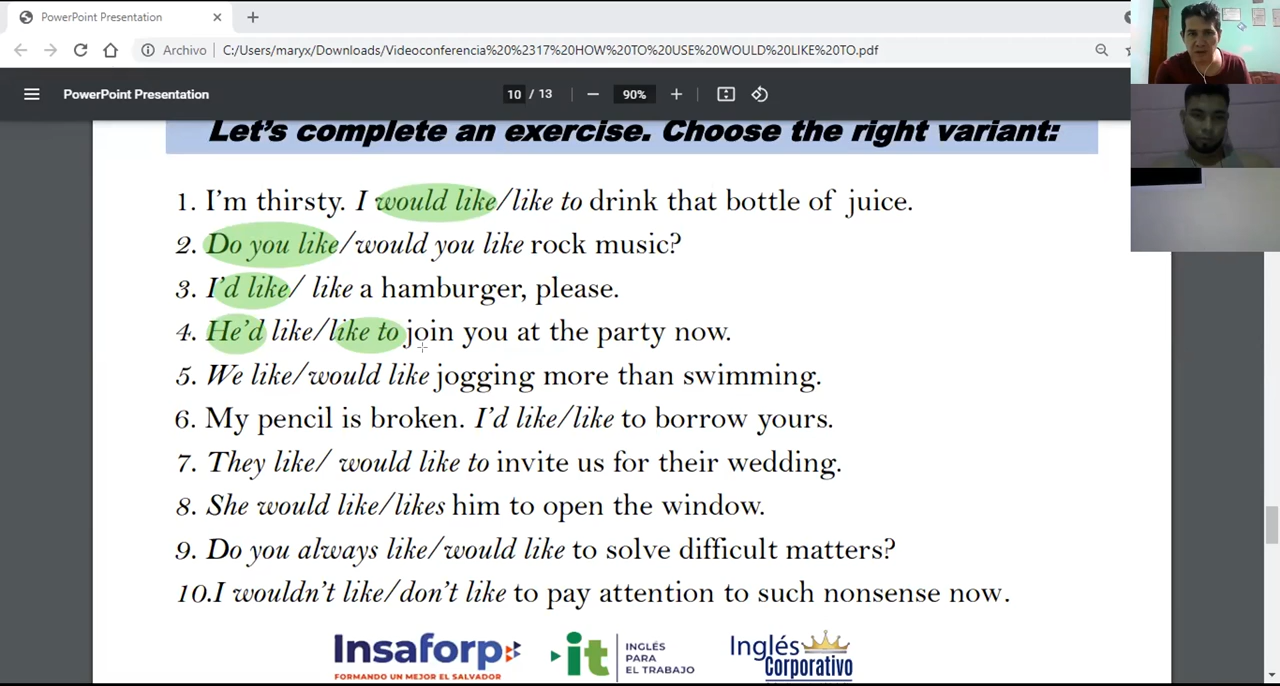 PowerPoint Presentation
Archivo | C:/Users/maryx/Downloads/Videoconferencia%20%2317%20HOW%20TO%20USE%20WOULD%20LIKE%20TO.pdf
PowerPoint Presentation 10 / 13 90%
Let's complete an exercise. Choose the right variant:
1. I'm thirsty. I would like/like to drink that bottle of juice.
2. Do you like/would you like rock music?
3. I'd like/ like a hamburger, please.
4. He'd like/like to join you at the party now.
5. We like/would like jogging more than swimming.
6. My pencil is broken. I'd like/like to borrow yours.
7. They like/ would like to invite us for their wedding.
8. She would like/likes him to open the window.
9. Do you always like/would like to solve difficult matters?
10.I wouldn't like/don't like to pay attention to such nonsense now.
Insaforp
FORMANDO UN MEJOR EL SALVADOR
it INGLÉS PARA EL TRABAJO
Inglés Corporativo